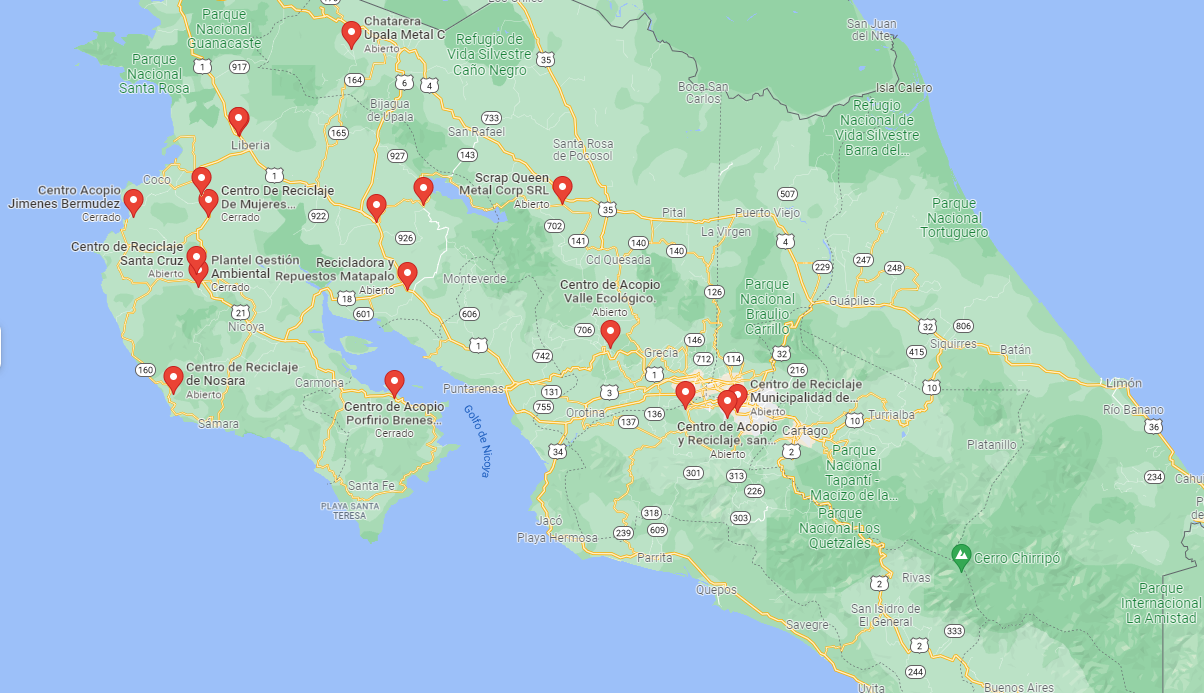 Los Chiles
Parque
Nacional
Guanacaste
Chatarera
Upala Metal C
Abierto
San Juan
del Nte.
Refugio de
Vida Silvestre
Caño Negro
35
Parque
Nacional
Santa Rosa
1
917
164
6
4
Boca San
Carlos
Isla Calero
Bijagua
de Upala
Refugio
Nacional de
Vida Silvestre
Barra del...
733
San Rafael
165
Liberia
927
143
Santa Rosa
de Pocosol
Coco
1
Scrap Queen
Metal Corp SRL
Abierto
Centro Acopio
Jimenes Bermudez
Cerrado
Centro De Reciclaje
De Mujeres...
Cerrado
507
922
35
Pital
Puerto Viejo
Parque
Nacional
Tortuguero
702
926
141
140
140
La Virgen
4
Centro de Reciclaje
Santa Cruz
Abierto
Plantel Gestión
Ambiental
Cerrado
Recicladora y
Repuestos Matapalo
Abierto
Cd Quesada
229
247
248
Monteverde
Centro de Acopio
Valle Ecológico.
Abierto
126
Parque
Nacional
Braulio
Carrillo
18
601
21
Nicoya
606
Guápiles
706
32
806
Siquirres
146
1
742
Grecia
712
114
32
415
Batán
160
Centro de Reciclaje
de Nosara
Abierto
Carmona
Puntarenas
1
216
10
Limón
Centro de Acopio
Porfirio Brenes...
Cerrado
131
3
755
Orotina
136
137
Centro de Reciclaje
Municipalidad de...
Abierto
Río Banano
36
Sámara
Golfo de Nicoya
Centro de Acopio
y Reciclaje, san...
Abierto
Cartago
10
Turrialba
2
34
Platanillo
Parque
Nacional
Tapantí -
Macizo de la...
301
313
226
234
Cahui
Santa Fe
PLAYA SANTA
TERESA
318
303
Parque
Nacional Los
Quetzales
Jacó
Playa Hermosa
239
609
Parrita
Cerro Chirripó
Quepos
2
Rivas
Parque
Internacional
La Amistad
San Isidro de
El General
Savegre
333
2
244
Uvita
Buenos Aires